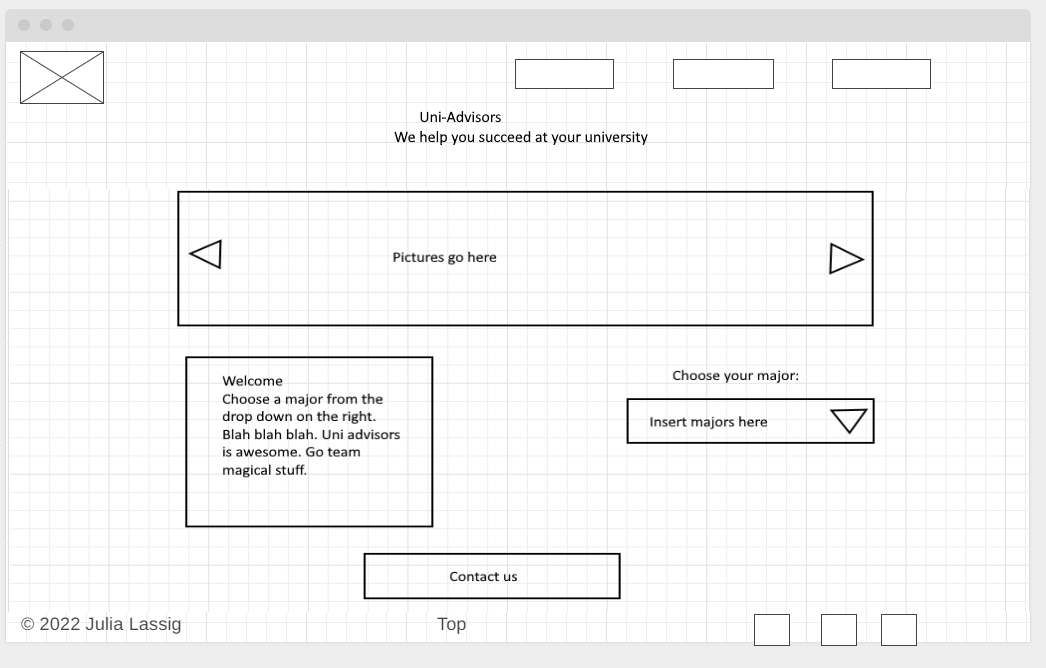 Uni-Advisors
We help you succeed at your university
Pictures go here
Welcome
Choose a major from the
drop down on the right.
Blah blah blah. Uni advisors
is awesome. Go team
magical stuff.
Choose your major:
Insert majors here
Contact us
© 2022 Julia Lassig
Top